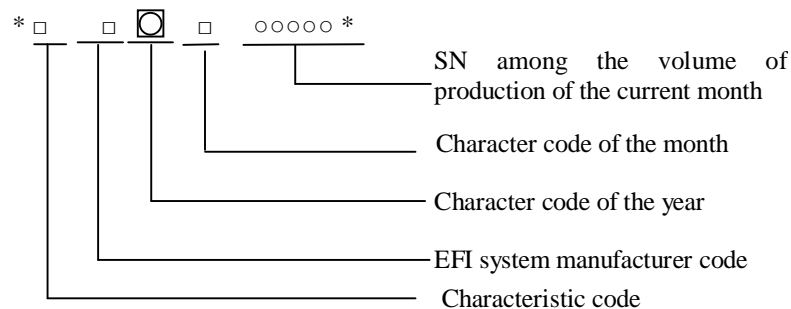 * □ □ ◯ □ ○○○○○ *
SN among the volume of
production of the current month
Character code of the month
Character code of the year
EFI system manufacturer code
Characteristic code